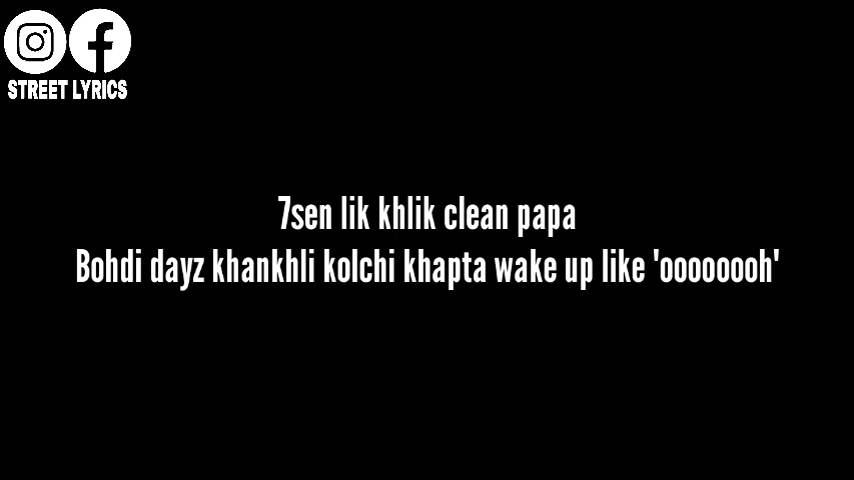 STREET LYRICS
7sen lik khlik clean papa
Bohdi dayz khankhli kolchi khapta wake up like 'oooooooh'